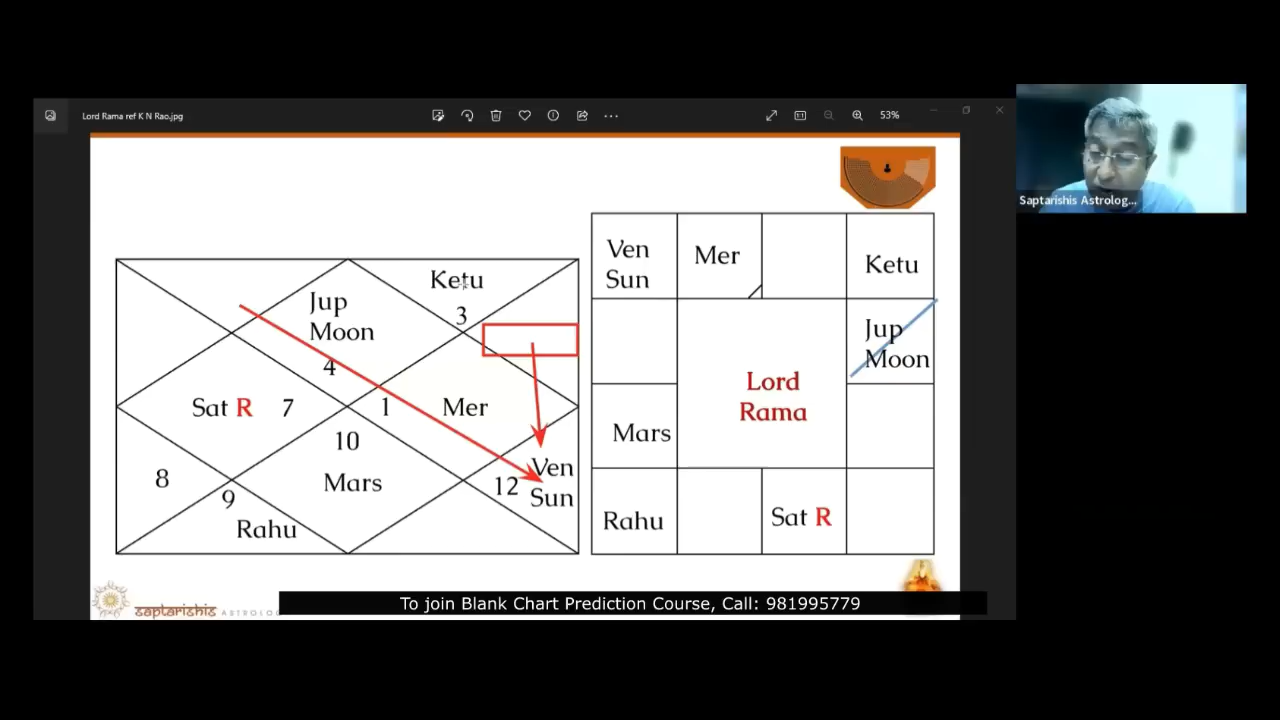 Lord Rama ref K N Rao.jpg
53%
Saptarishis Astrolog...
Jup
Moon
4
Ketu
3
Sat R 7
1
Mer
10
Mars
8
9
Rahu
12
Ven
Sun
Ven
Sun
Mer
Ketu
Jup
Moon
Lord
Rama
Mars
Rahu
Sat R
saptarishis ASTROLO
To join Blank Chart Prediction Course, Call: 981995779